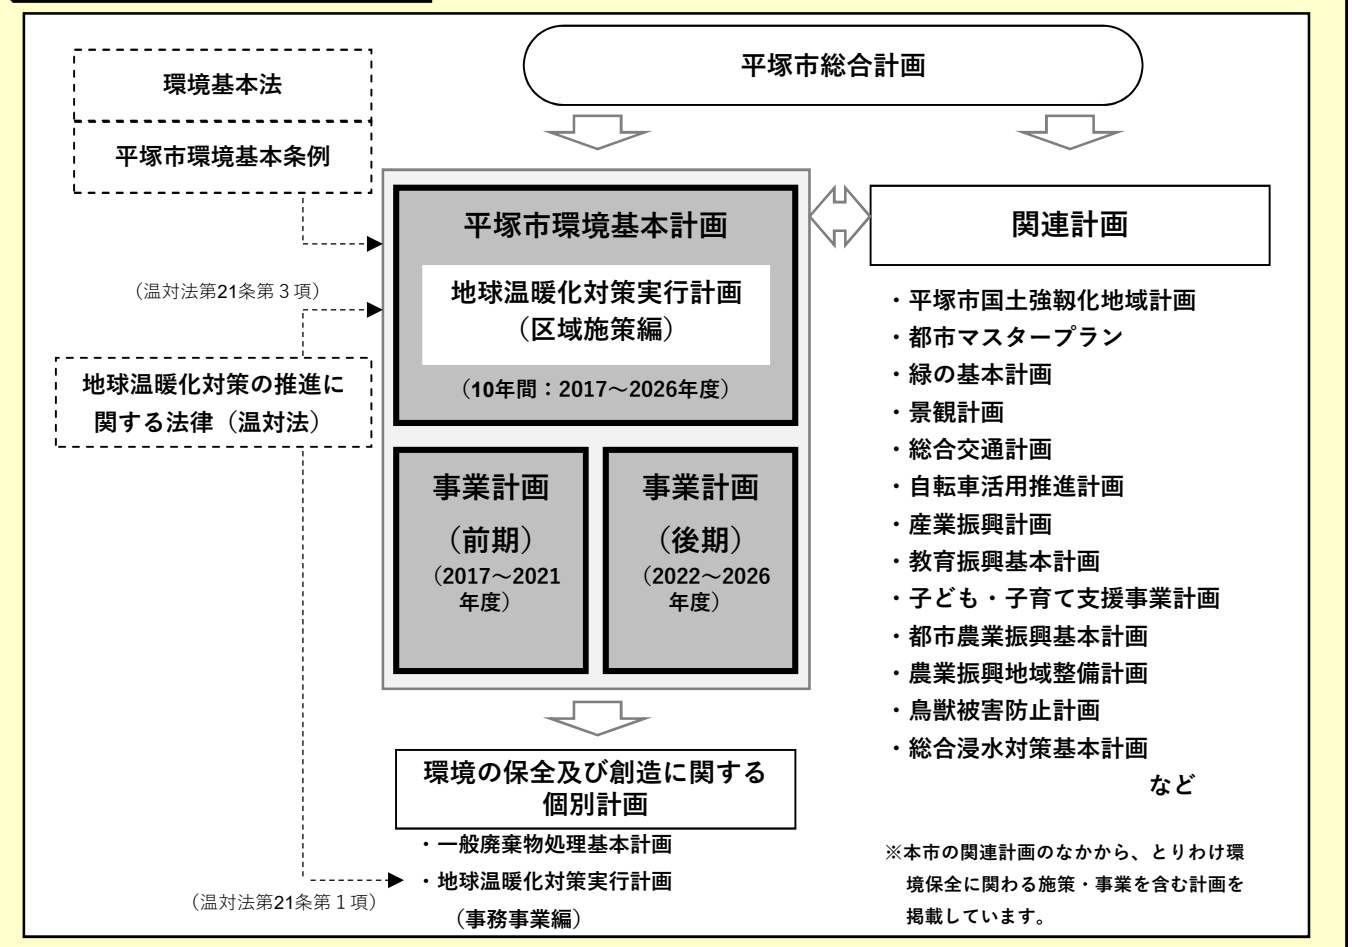 平塚市総合計画
環境基本法
平塚市環境基本条例
平塚市環境基本計画
地球温暖化対策実行計画
（区域施策編）
（10年間：2017～2026年度）
（温対法第21条第３項）
地球温暖化対策の推進に
関する法律（温対法）
事業計画
（前期）
（2017～2021
年度）
事業計画
（後期）
（2022～2026
年度）
環境の保全及び創造に関する
個別計画
・一般廃棄物処理基本計画
・地球温暖化対策実行計画
（事務事業編）
（温対法第21条第１項）
関連計画
・平塚市国土強靱化地域計画
・都市マスタープラン
・緑の基本計画
・景観計画
・総合交通計画
・自転車活用推進計画
・産業振興計画
・教育振興基本計画
・子ども・子育て支援事業計画
・都市農業振興基本計画
・農業振興地域整備計画
・鳥獣被害防止計画
・総合浸水対策基本計画
など
※本市の関連計画のなかから、とりわけ環
境保全に関わる施策・事業を含む計画を
掲載しています。